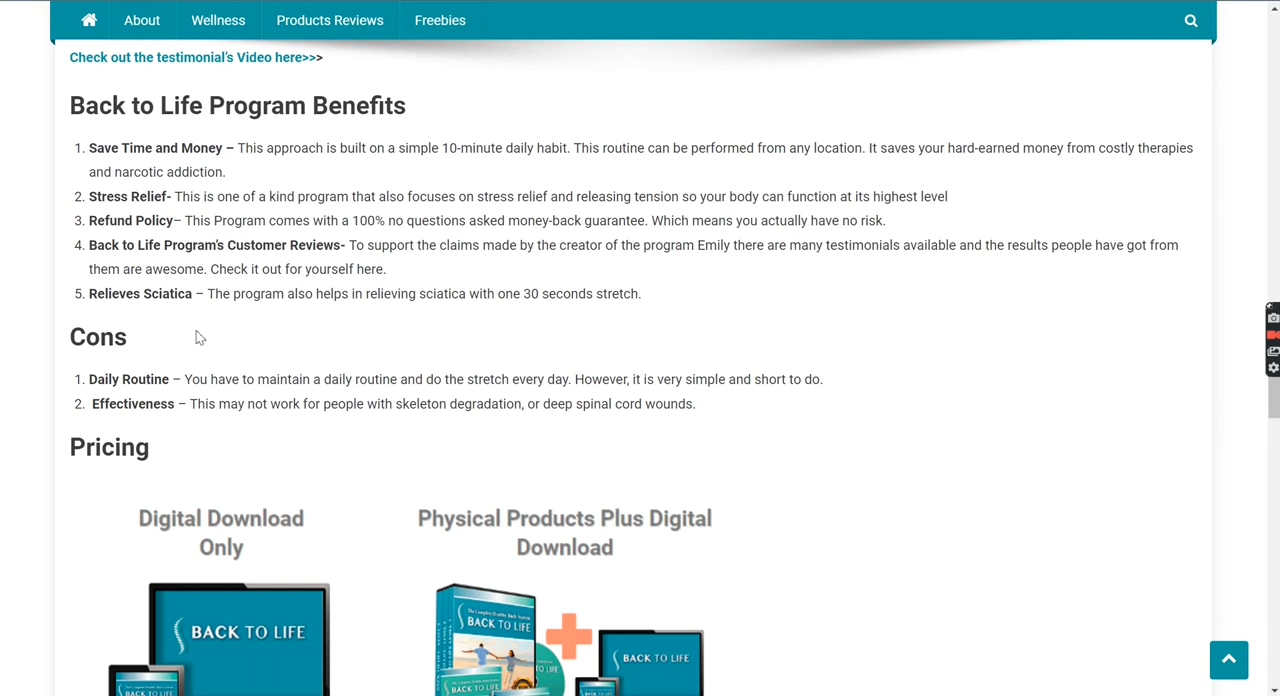 About Wellness Products Reviews Freebies
Check out the testimonial's Video here>>>
Back to Life Program Benefits
1. Save Time and Money – This approach is built on a simple 10-minute daily habit. This routine can be performed from any location. It saves your hard-earned money from costly therapies
and narcotic addiction.
2. Stress Relief- This is one of a kind program that also focuses on stress relief and releasing tension so your body can function at its highest level
3. Refund Policy– This Program comes with a 100% no questions asked money-back guarantee. Which means you actually have no risk.
4. Back to Life Program's Customer Reviews- To support the claims made by the creator of the program Emily there are many testimonials available and the results people have got from
them are awesome. Check it out for yourself here.
5. Relieves Sciatica – The program also helps in relieving sciatica with one 30 seconds stretch.
Cons
1. Daily Routine – You have to maintain a daily routine and do the stretch every day. However, it is very simple and short to do.
2. Effectiveness – This may not work for people with skeleton degradation, or deep spinal cord wounds.
Pricing
Digital Download
Only
Physical Products Plus Digital
Download
BACK TO LIFE
The Complete Healthy Back System
BACK TO LIFE
BACK TO LIFE